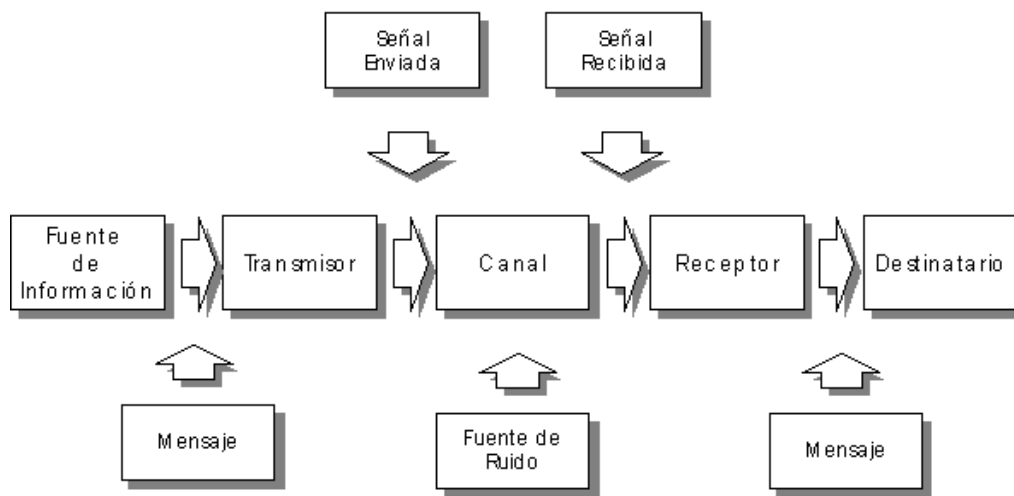 Señal
Enviada
Señal
Recibida
Fuente
de
Información
Transmisor
Canal
Receptor
Destinatario
Mensaje
Fuente de
Ruido
Mensaje